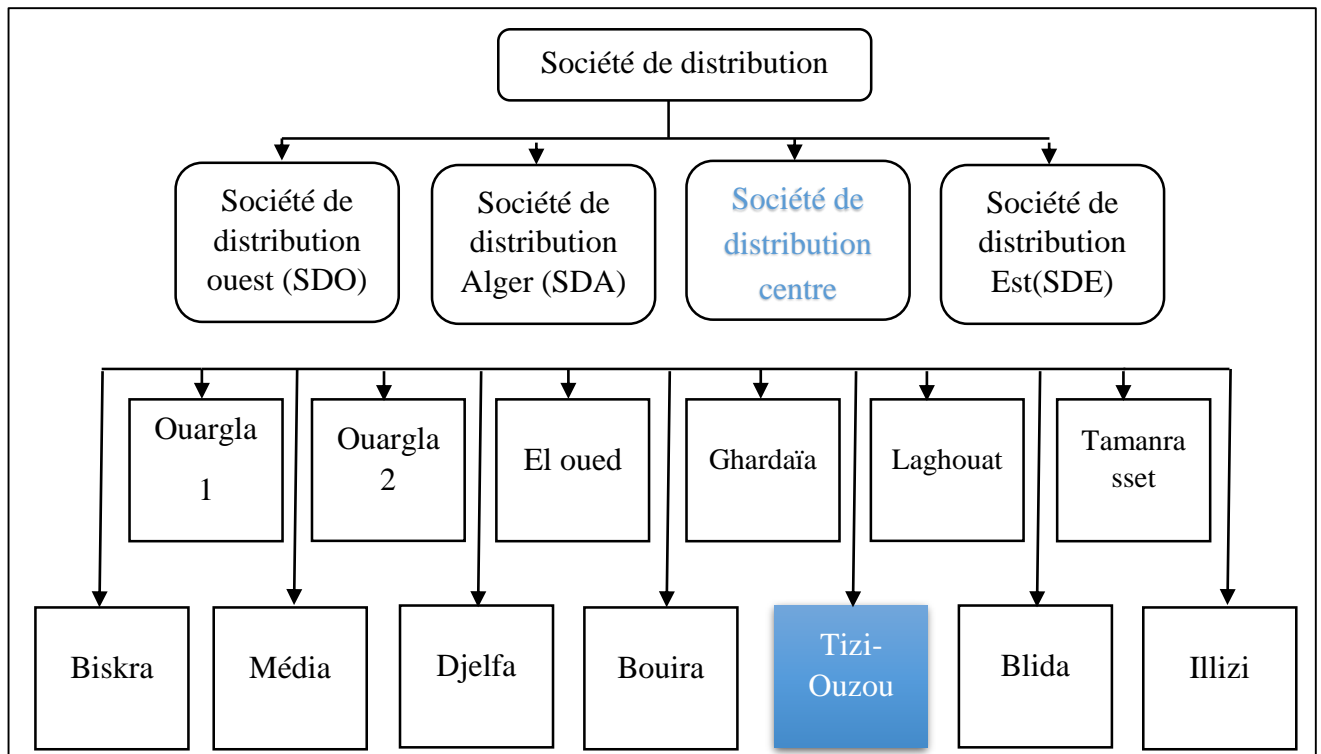 Société de distribution
Société de
distribution
ouest (SDO)
Société de
distribution
Alger (SDA)
Société de
distribution
centre
Société de
distribution
Est(SDE)
Ouargla
1
Ouargla
2
El oued
Ghardaïa
Laghouat
Tamanra
sset
Biskra
Média
Djelfa
Bouira
Tizi-
Ouzou
Blida
Illizi